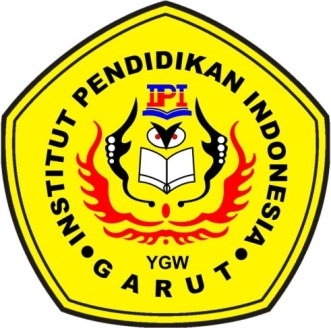 INSTITUT PENDIDIKAN INDONESIA
IPI
YGW
• GARUT •